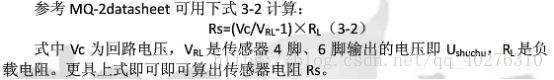 参考 MQ-2datasheet 可用下式 3-2 计算：
Rs=(Vc/VRL-1)×RL (3-2)
式中 Vc 为回路电压，VRL 是传感器 4 脚、6 脚输出的电压即 Ushuchu，RL是负
载电阻。更具上式即可即可算出传感器电阻 Rs。
https://blog.csdn.net/qq_40276310